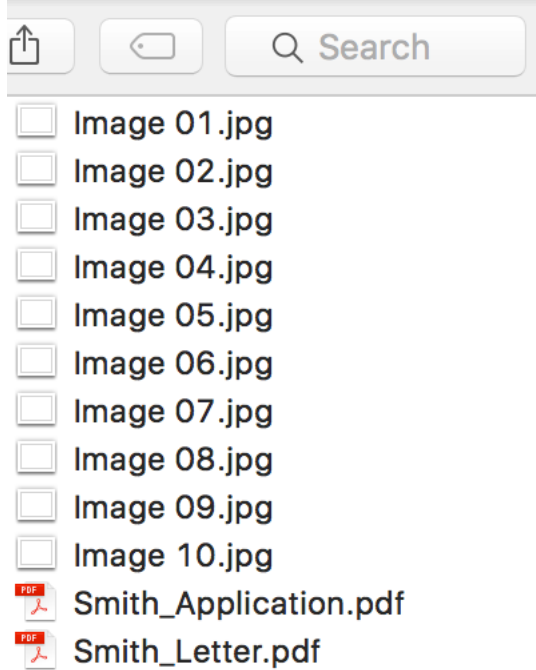 Search
Image 01.jpg
Image 02.jpg
Image 03.jpg
Image 04.jpg
Image 05.jpg
Image 06.jpg
Image 07.jpg
Image 08.jpg
Image 09.jpg
Image 10.jpg
PDF Smith_Application.pdf
PDF Smith_Letter.pdf